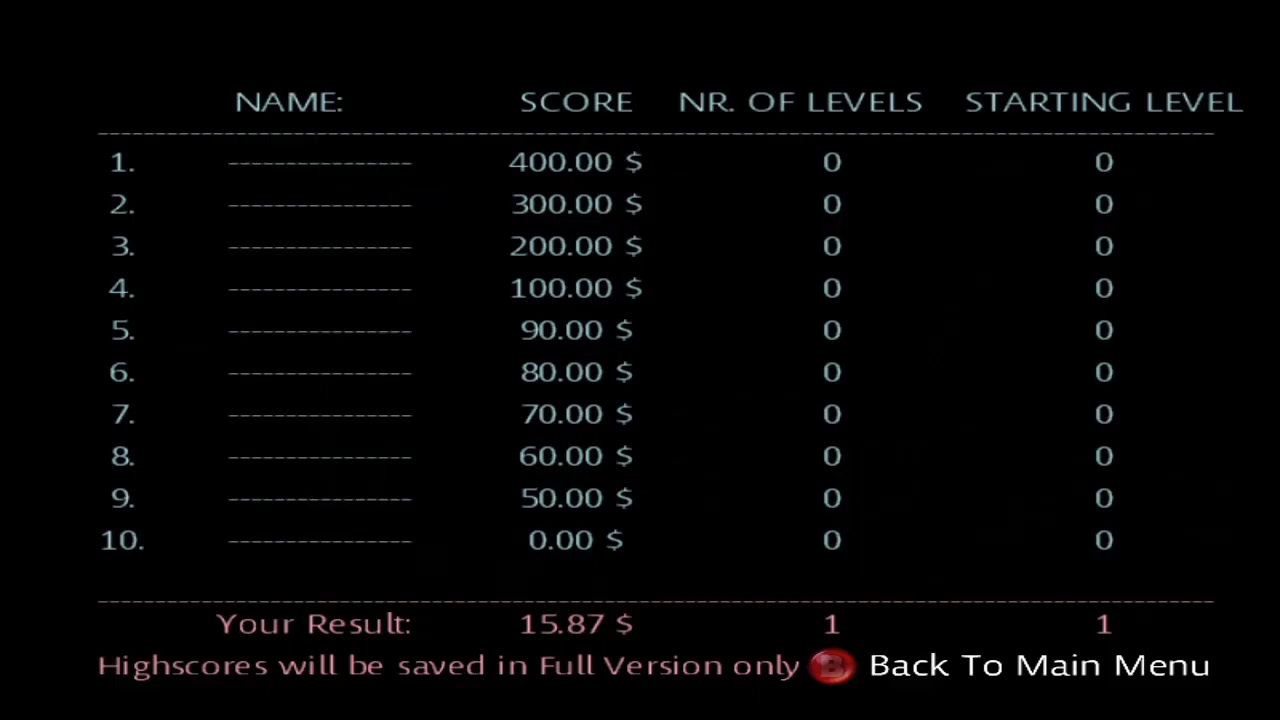 NAME: SCORE NR. OF LEVELS STARTING LEVEL
--------------------------------------------------------------------------------
1. ---------------- 400.00 $ 0 0
2. ---------------- 300.00 $ 0 0
3. ---------------- 200.00 $ 0 0
4. ---------------- 100.00 $ 0 0
5. ---------------- 90.00 $ 0 0
6. ---------------- 80.00 $ 0 0
7. ---------------- 70.00 $ 0 0
8. ---------------- 60.00 $ 0 0
9. ---------------- 50.00 $ 0 0
10. ---------------- 0.00 $ 0 0
--------------------------------------------------------------------------------
Your Result: 15.87 $ 1 1
Highscores will be saved in Full Version only B Back To Main Menu